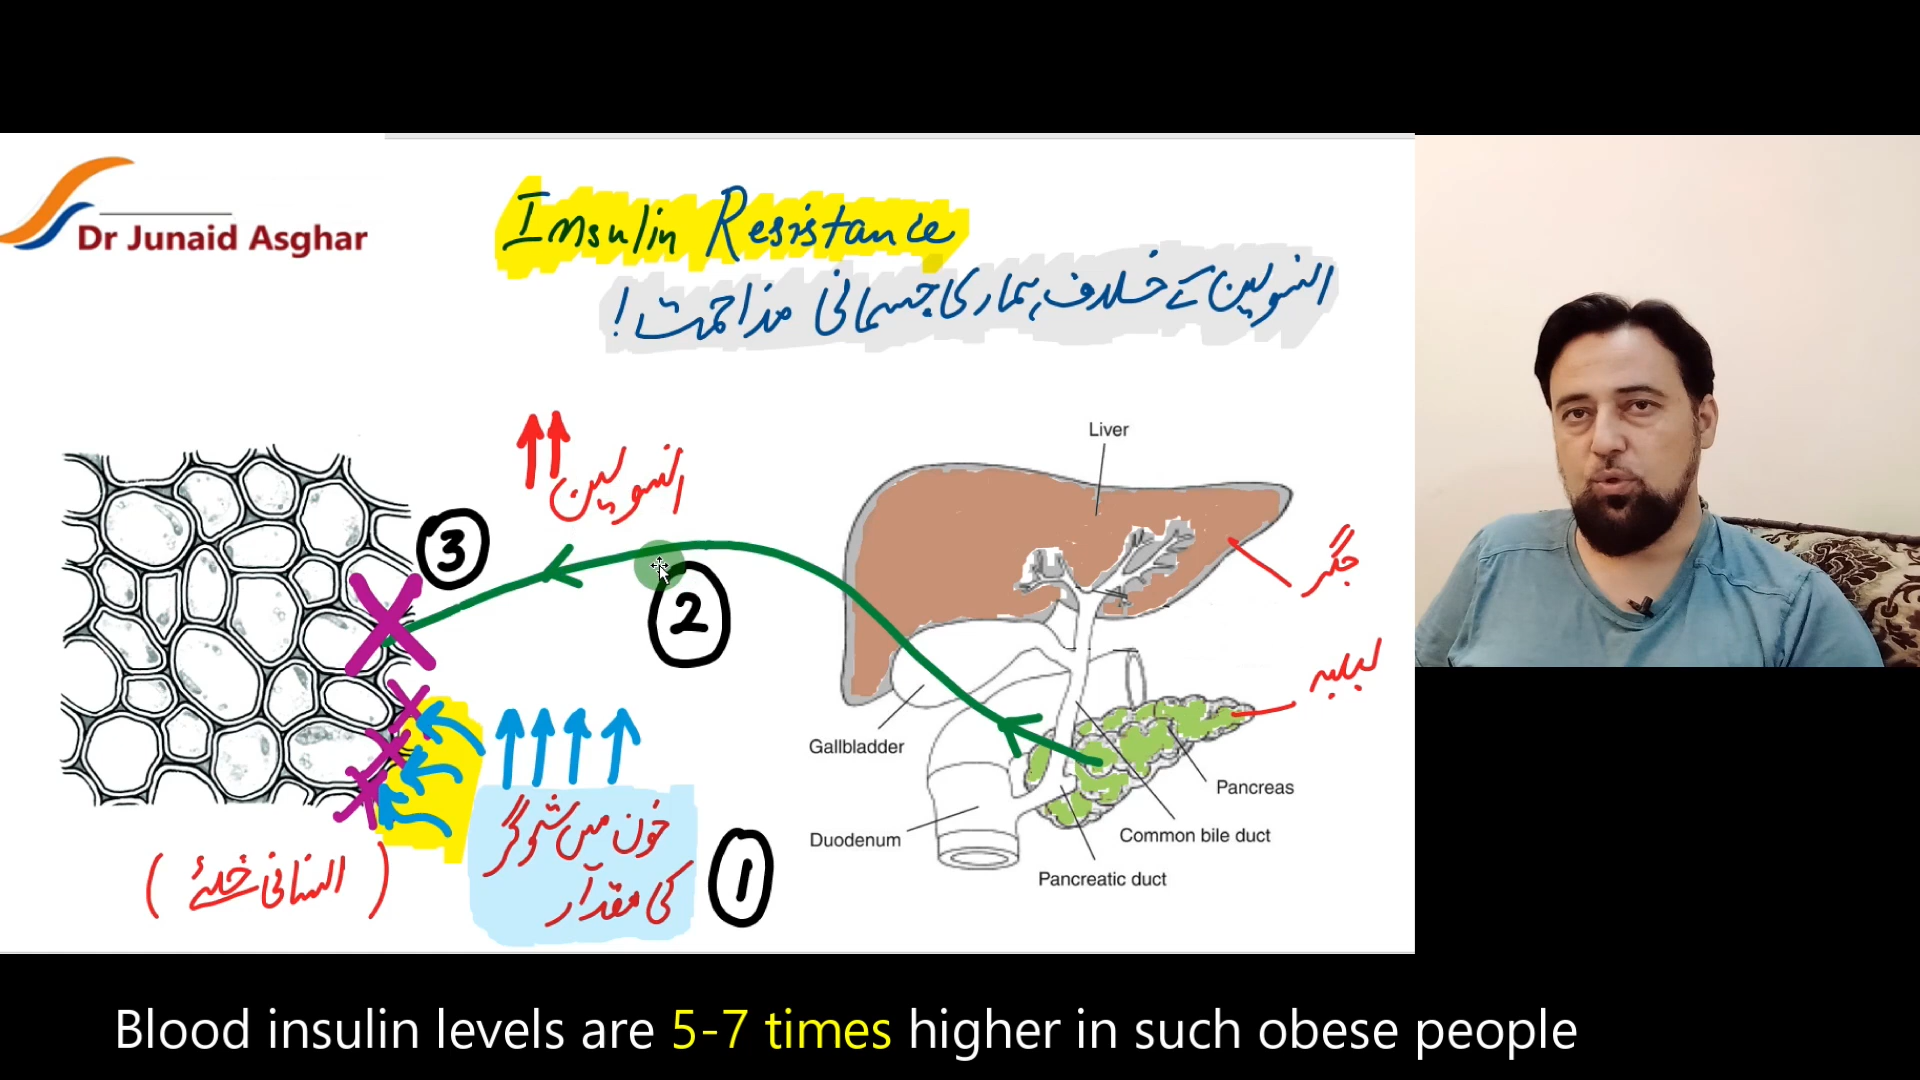 Dr Junaid Asghar
Insulin Resistance
انسولین کے خلاف ہماری جسمانی مذاحمت!
انسولین
3
2
Liver
جگر
لبلبہ
Gallbladder
Pancreas
Duodenum
Common bile duct
Pancreatic duct
خون میں شوگر
کی مقدار
1
(انسانی خلیۓ)
Blood insulin levels are 5-7 times higher in such obese people